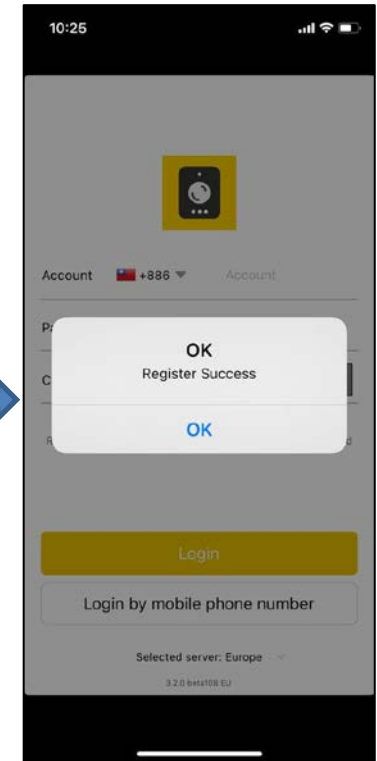 10:25
Account +886 Account
P
OK
Register Success
C
OK
R d
Login
Login by mobile phone number
Selected server: Europe
3.2.0 beta108 EU